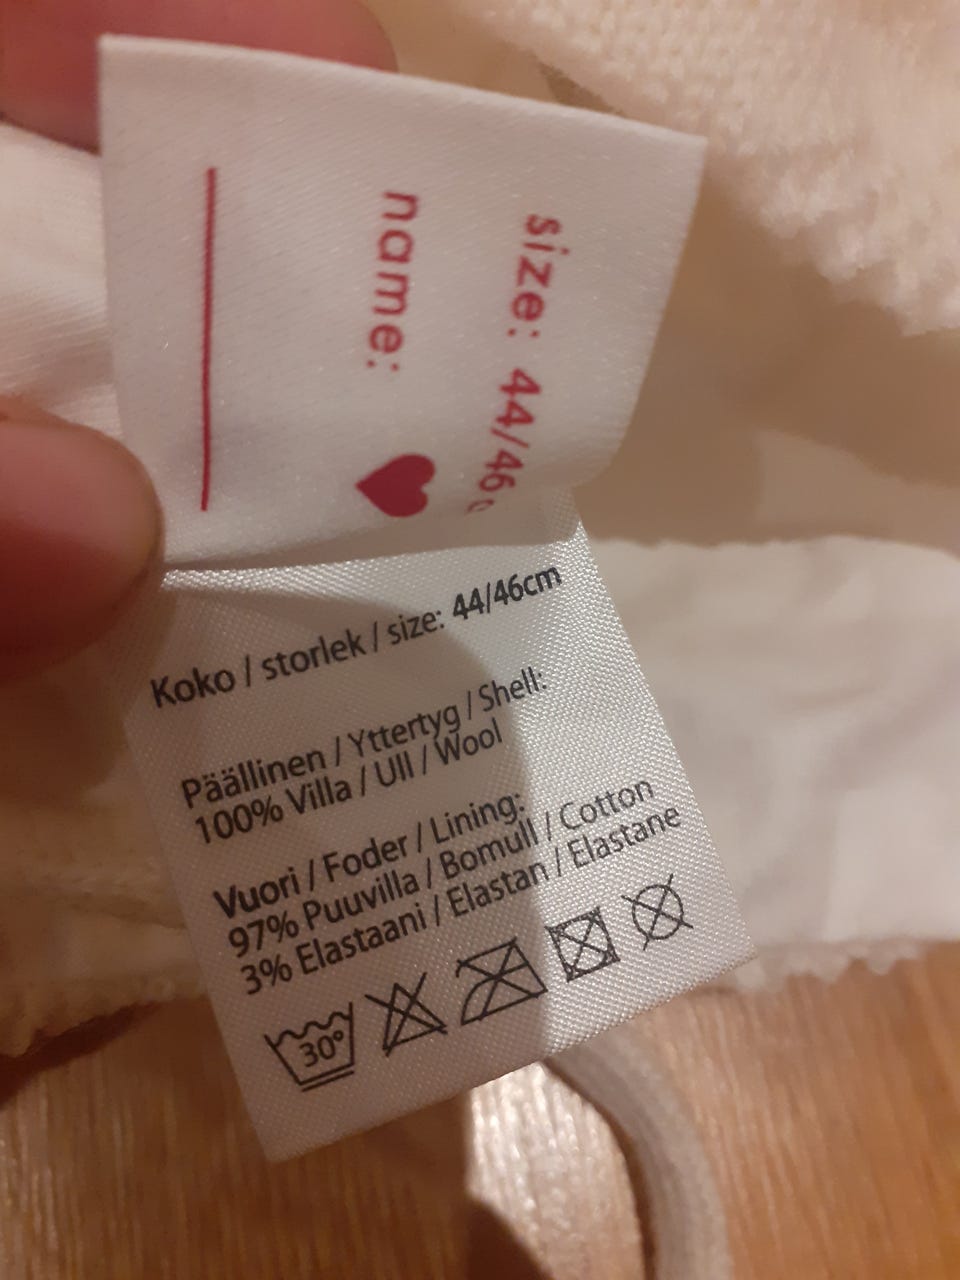 size: 44/46 c
name:
Koko / storlek / size: 44/46cm
Päällinen / Yttertyg / Shell:
100% Villa / Ull / Wool
Vuori / Foder / Lining:
97% Puuvilla / Bomull / Cotton
3% Elastaani / Elastan / Elastane
30°